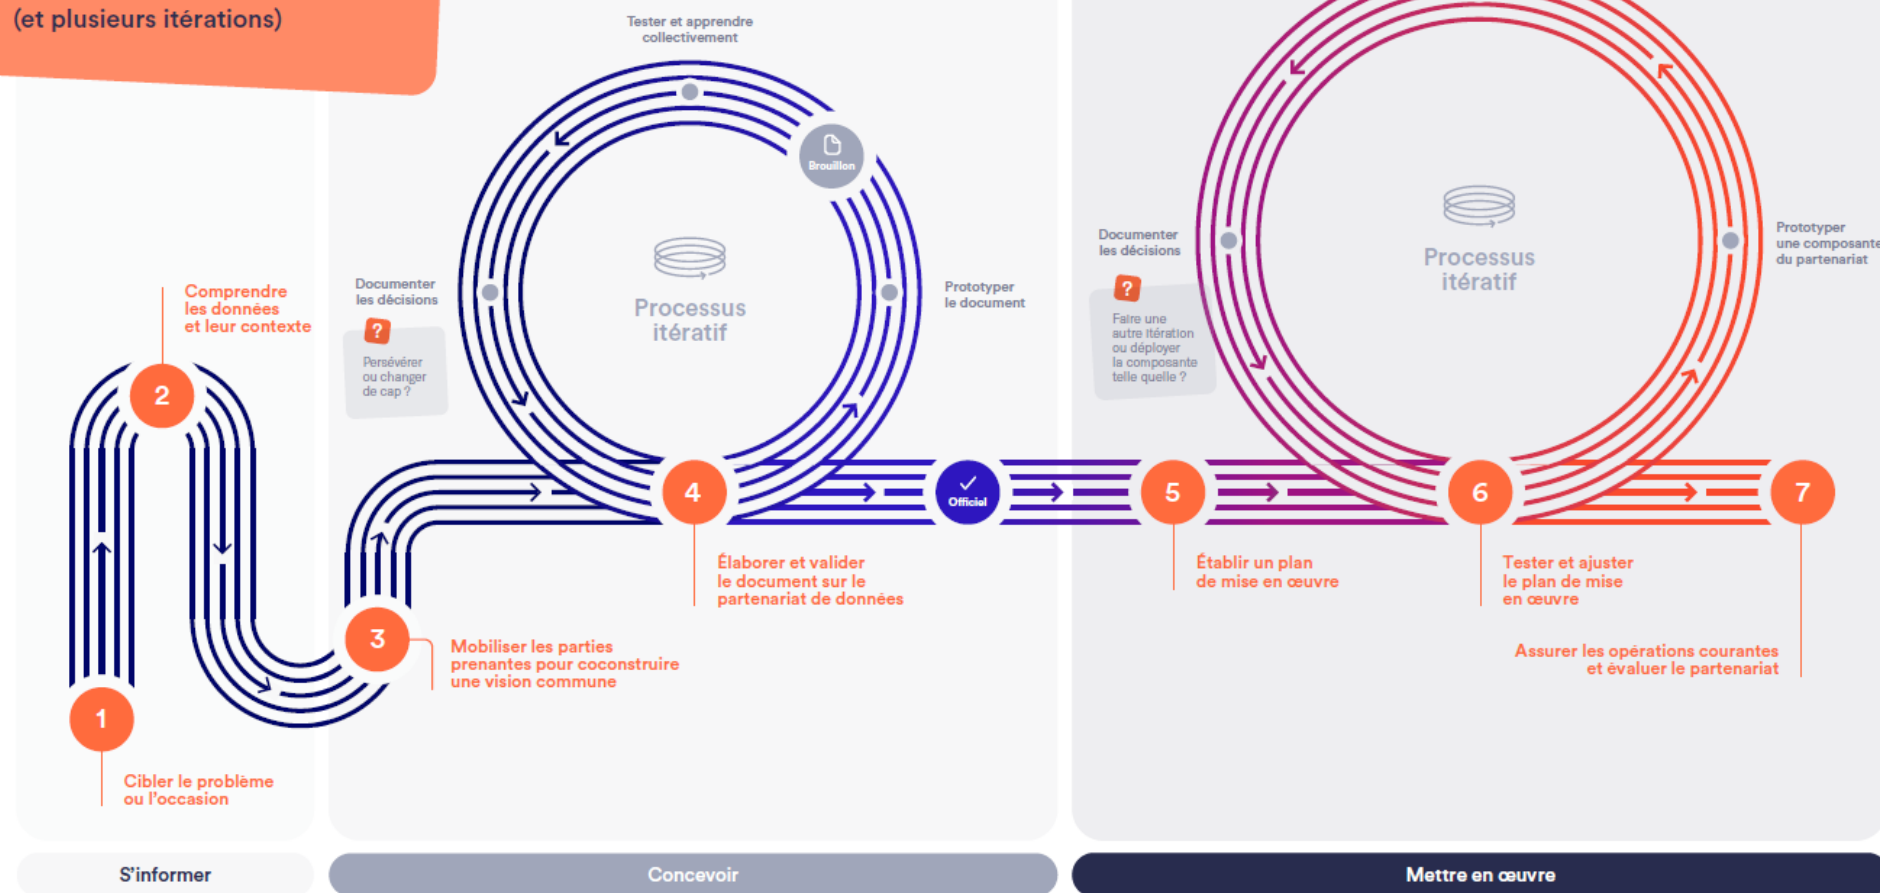 (et plusieurs itérations)
Tester et apprendre
collectivement
Brouillon
Documenter
les décisions
?
Persévérer
ou changer
de cap ?
Processus
itératif
Prototyper
le document
Documenter
les décisions
?
Faire une
autre itération
ou déployer
la composante
telle quelle ?
Processus
itératif
Prototyper
une composante
du partenariat
Comprendre
les données
et leur contexte
2
4
Officiel
5
6
7
Élaborer et valider
le document sur le
partenariat de données
Établir un plan
de mise en œuvre
Tester et ajuster
le plan de mise
en œuvre
3
Mobiliser les parties
prenantes pour coconstruire
une vision commune
Assurer les opérations courantes
et évaluer le partenariat
1
Cibler le problème
ou l'occasion
S'informer
Concevoir
Mettre en œuvre